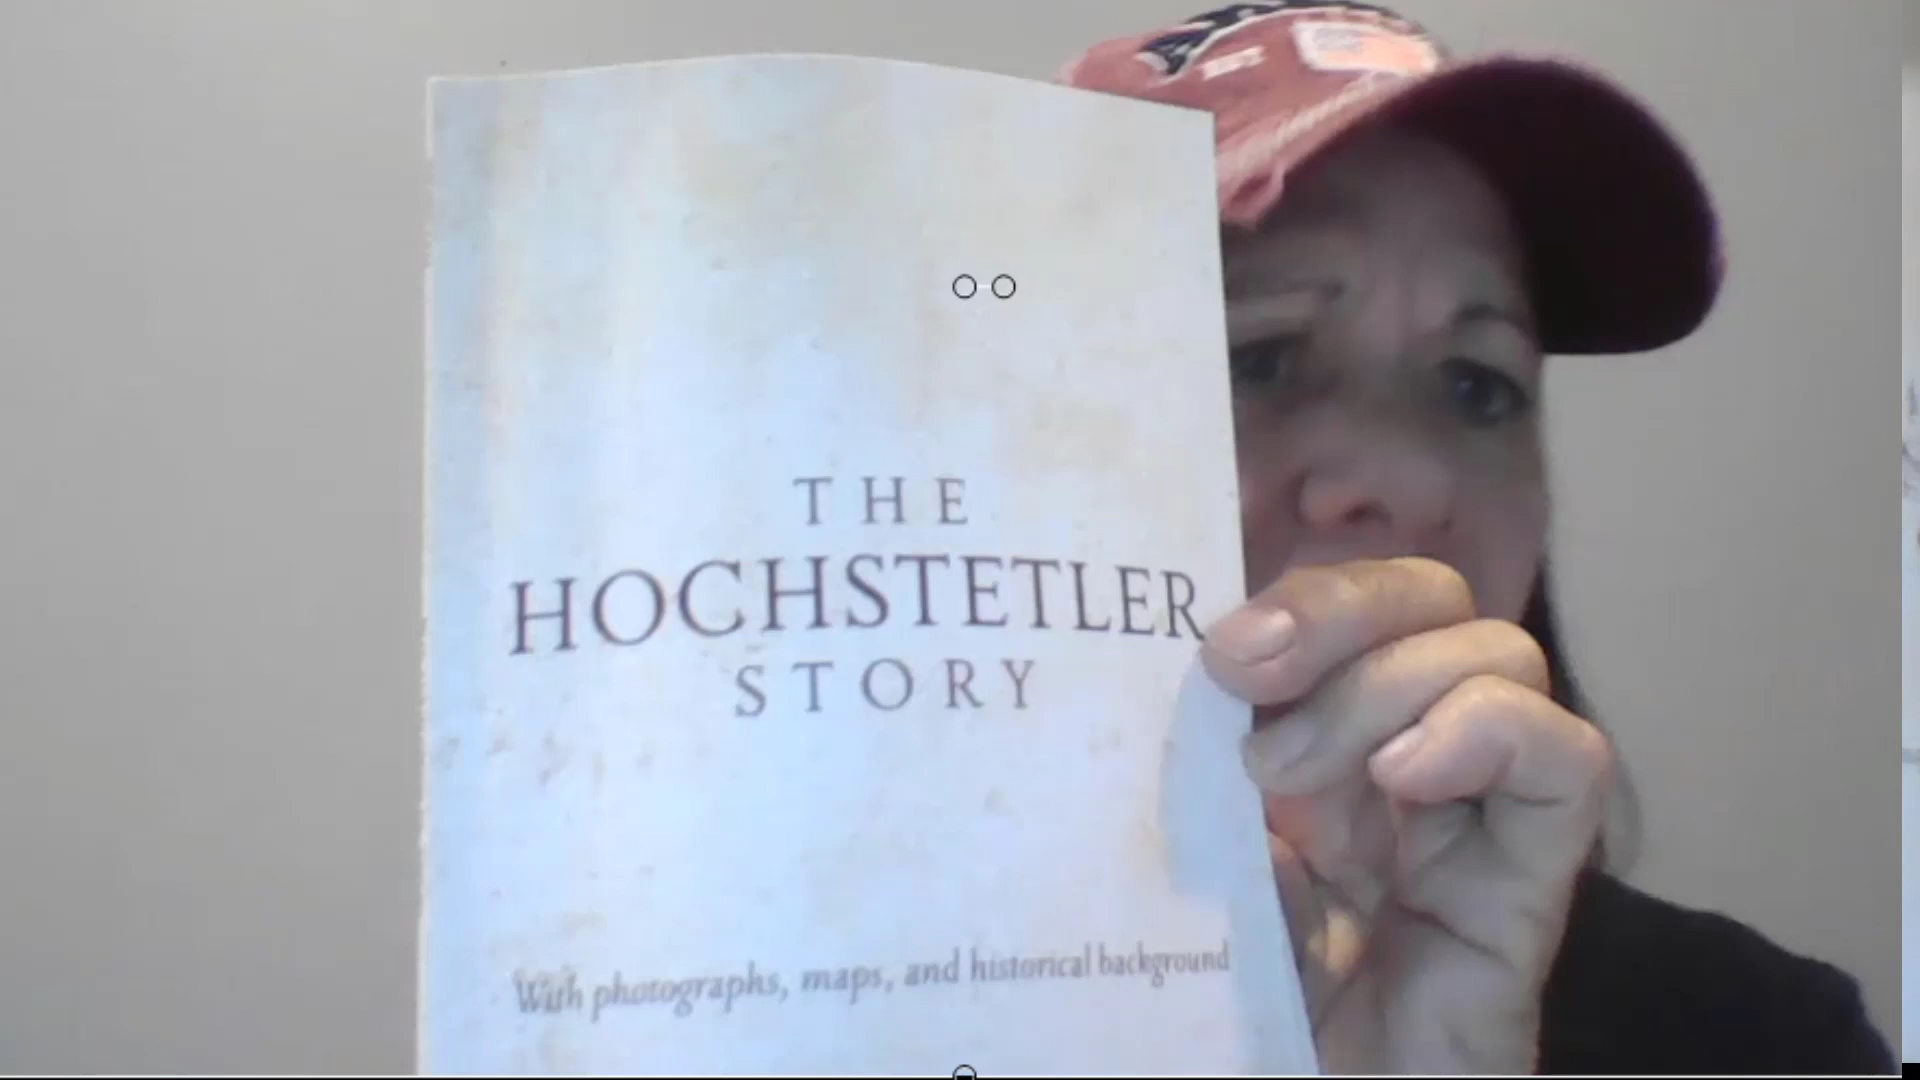 THE
HOCHSTETLER
STORY
With photographs, maps, and historical background